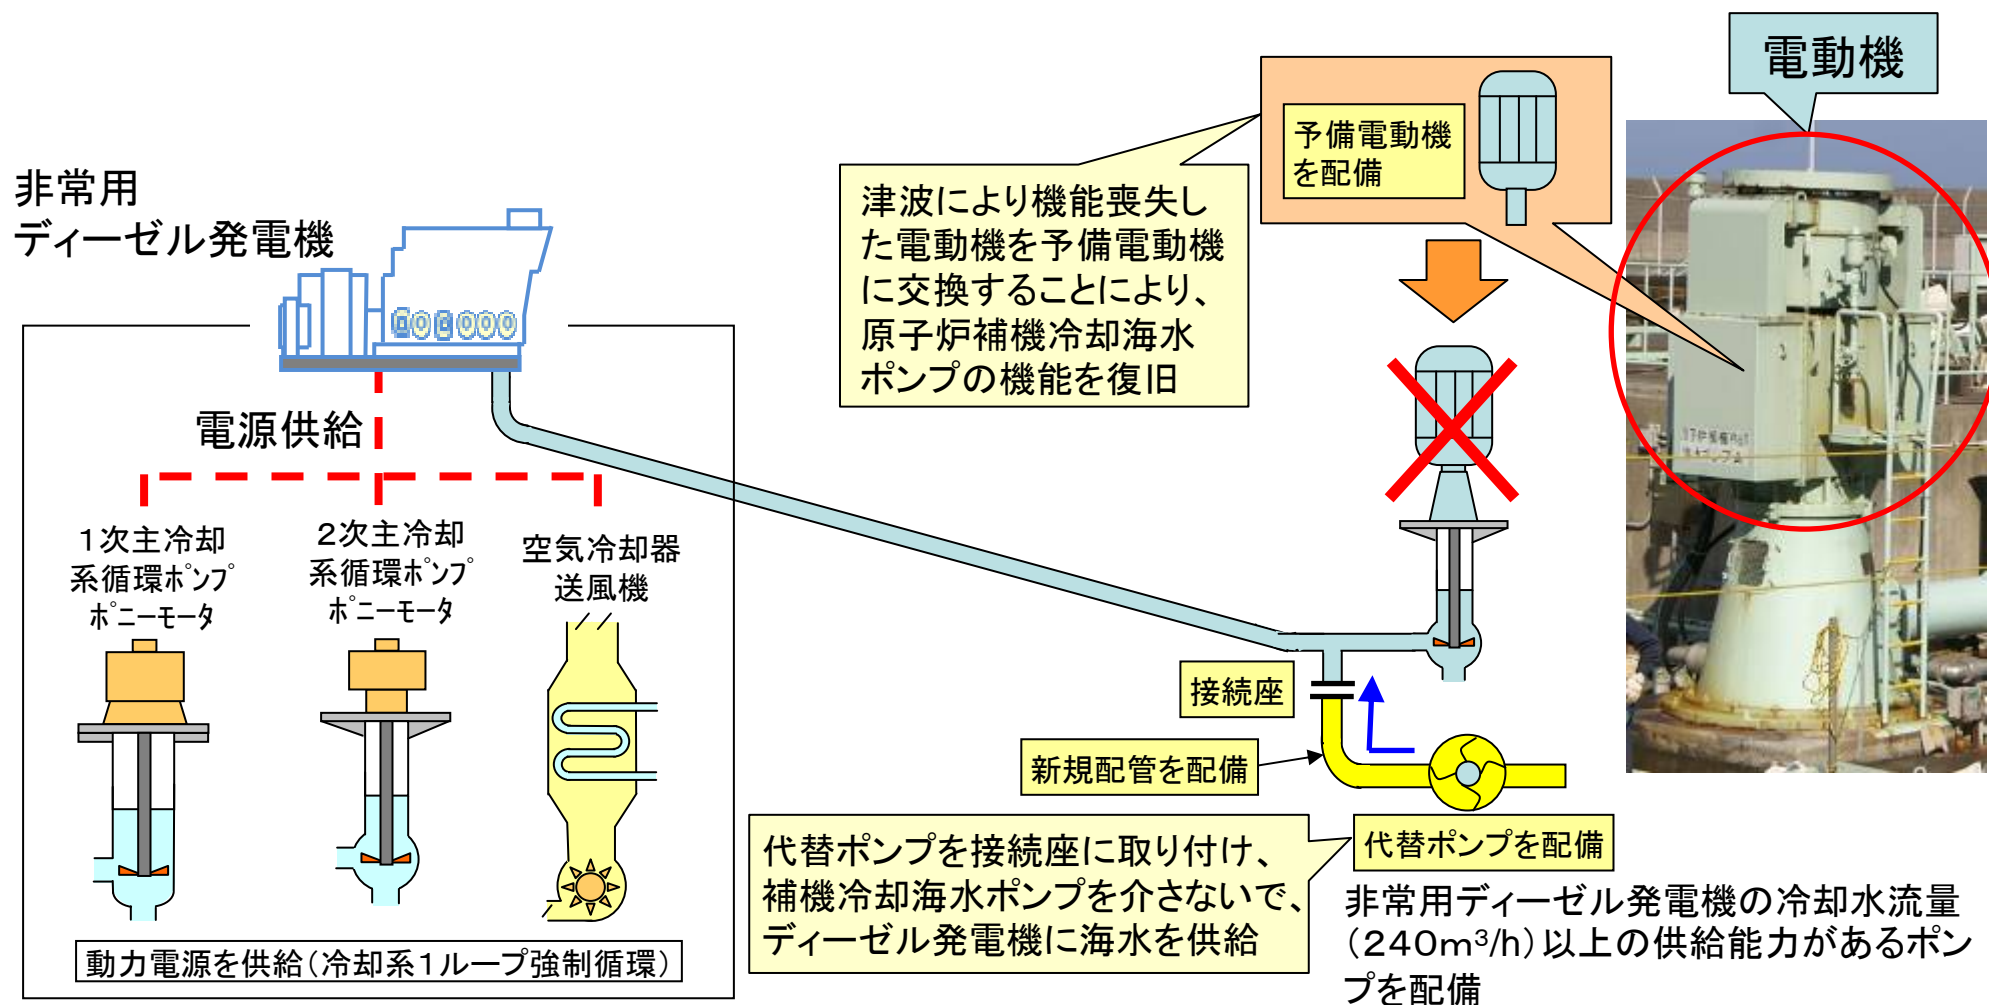 電動機
予備電動機
を配備
津波により機能喪失し
た電動機を予備電動機
に交換することにより、
原子炉補機冷却海水
ポンプの機能を復旧
非常用
ディーゼル発電機
電源供給
1次主冷却
系循環ﾎﾟﾝﾌﾟ
ﾎﾟﾆｰﾓｰﾀ
2次主冷却
系循環ﾎﾟﾝﾌﾟ
ﾎﾟﾆｰﾓｰﾀ
空気冷却器
送風機
動力電源を供給(冷却系1ループ強制循環)
接続座
新規配管を配備
代替ポンプを配備
代替ポンプを接続座に取り付け、
補機冷却海水ポンプを介さないで、
ディーゼル発電機に海水を供給
非常用ディーゼル発電機の冷却水流量
(240m³/h)以上の供給能力があるポン
プを配備